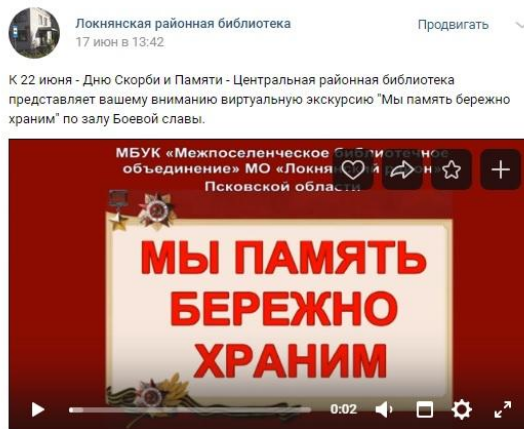 Локнянская районная библиотека
Продвигать
17 июн в 13:42
К 22 июня - Дню Скорби и Памяти - Центральная районная библиотека
представляет вашему вниманию виртуальную экскурсию "Мы память бережно
храним" по залу Боевой славы.
МБУК «Межпоселенческое библиотечное
объединение» МО «Локнянский район»
Псковской области
МЫ ПАМЯТЬ
БЕРЕЖНО
ХРАНИМ
0:02